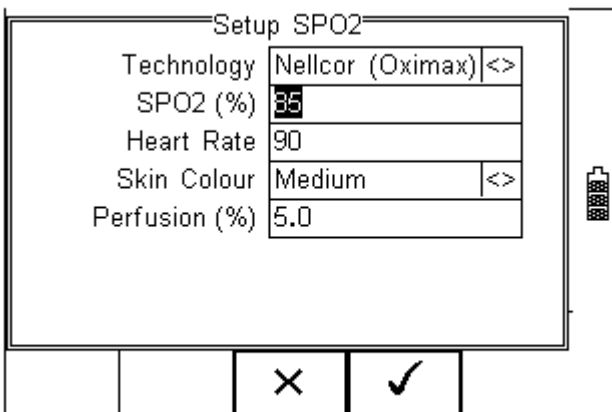 Setup SPO2
Technology Nellcor (Oximax) <>
SPO2 (%) 85
Heart Rate 90
Skin Colour Medium <>
Perfusion (%) 5.0